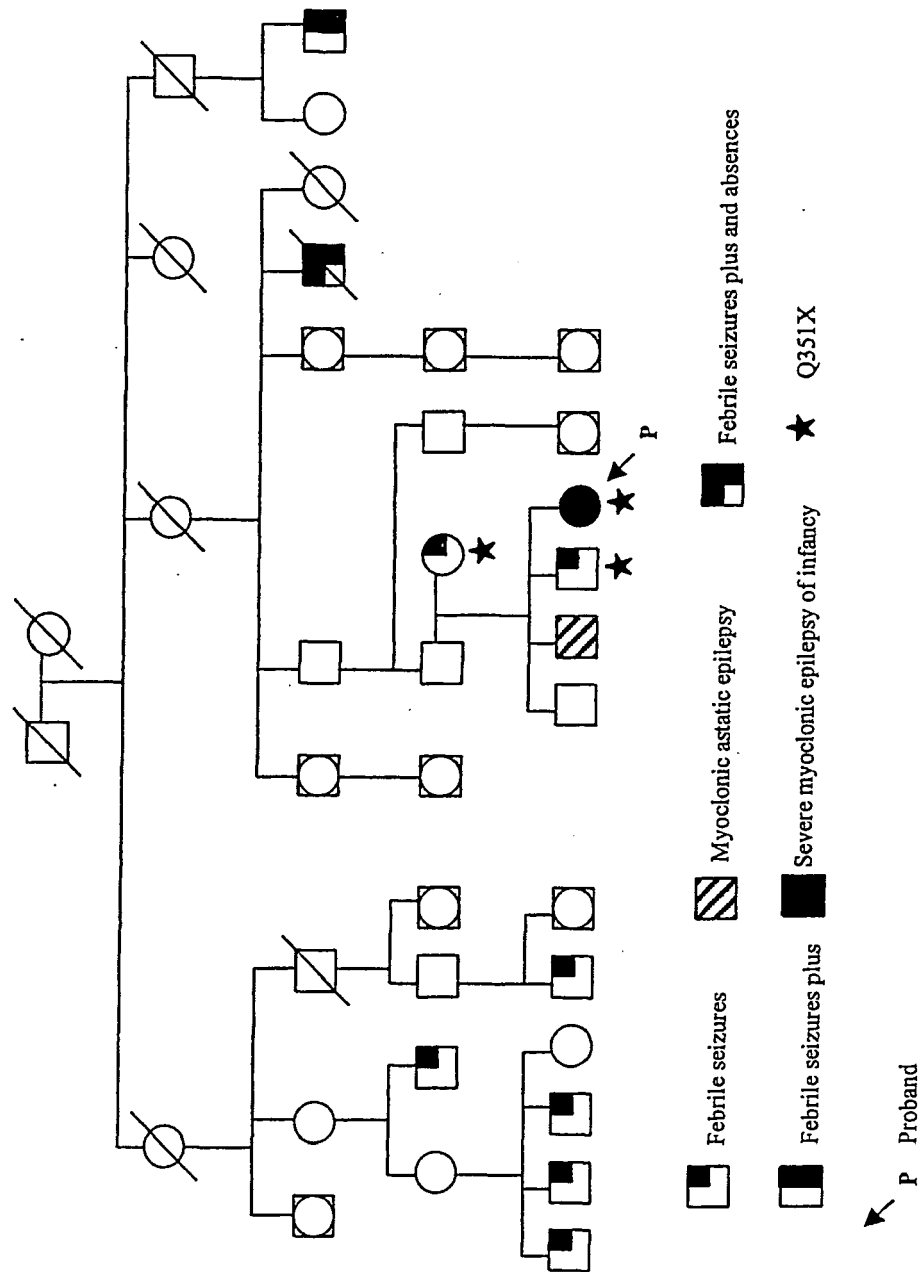 P
Febrile seizures
Myoclonic astatic epilepsy
Febrile seizures plus and absences
Febrile seizures plus
Severe myoclonic epilepsy of infancy
Q351X
P Proband